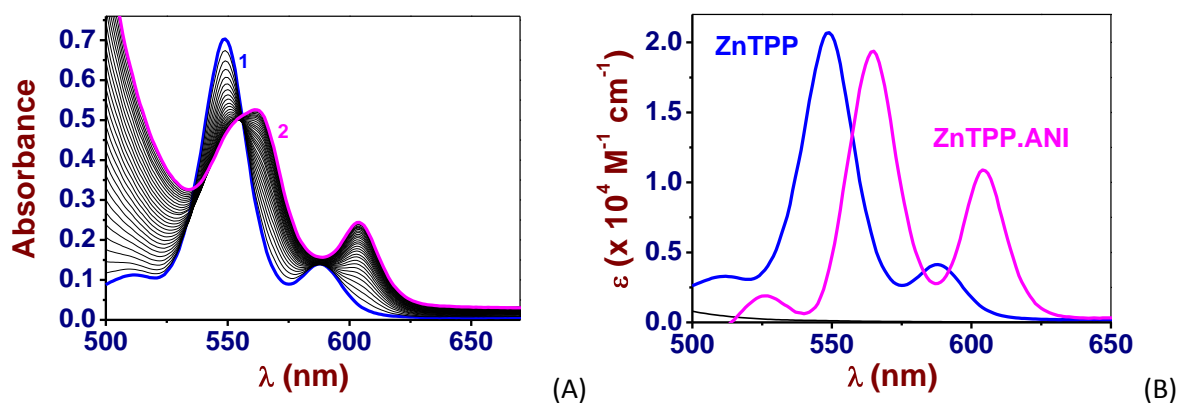 Absorbance
0.7
0.6
0.5
0.4
0.3
0.2
0.1
0.0
1
2
500
550
600
650
λ (nm)
(A)
ε (x 10⁴ M⁻¹ cm⁻¹)
2.0
1.5
1.0
0.5
0.0
ZnTPP
ZnTPP.ANI
500
550
600
650
λ (nm)
(B)